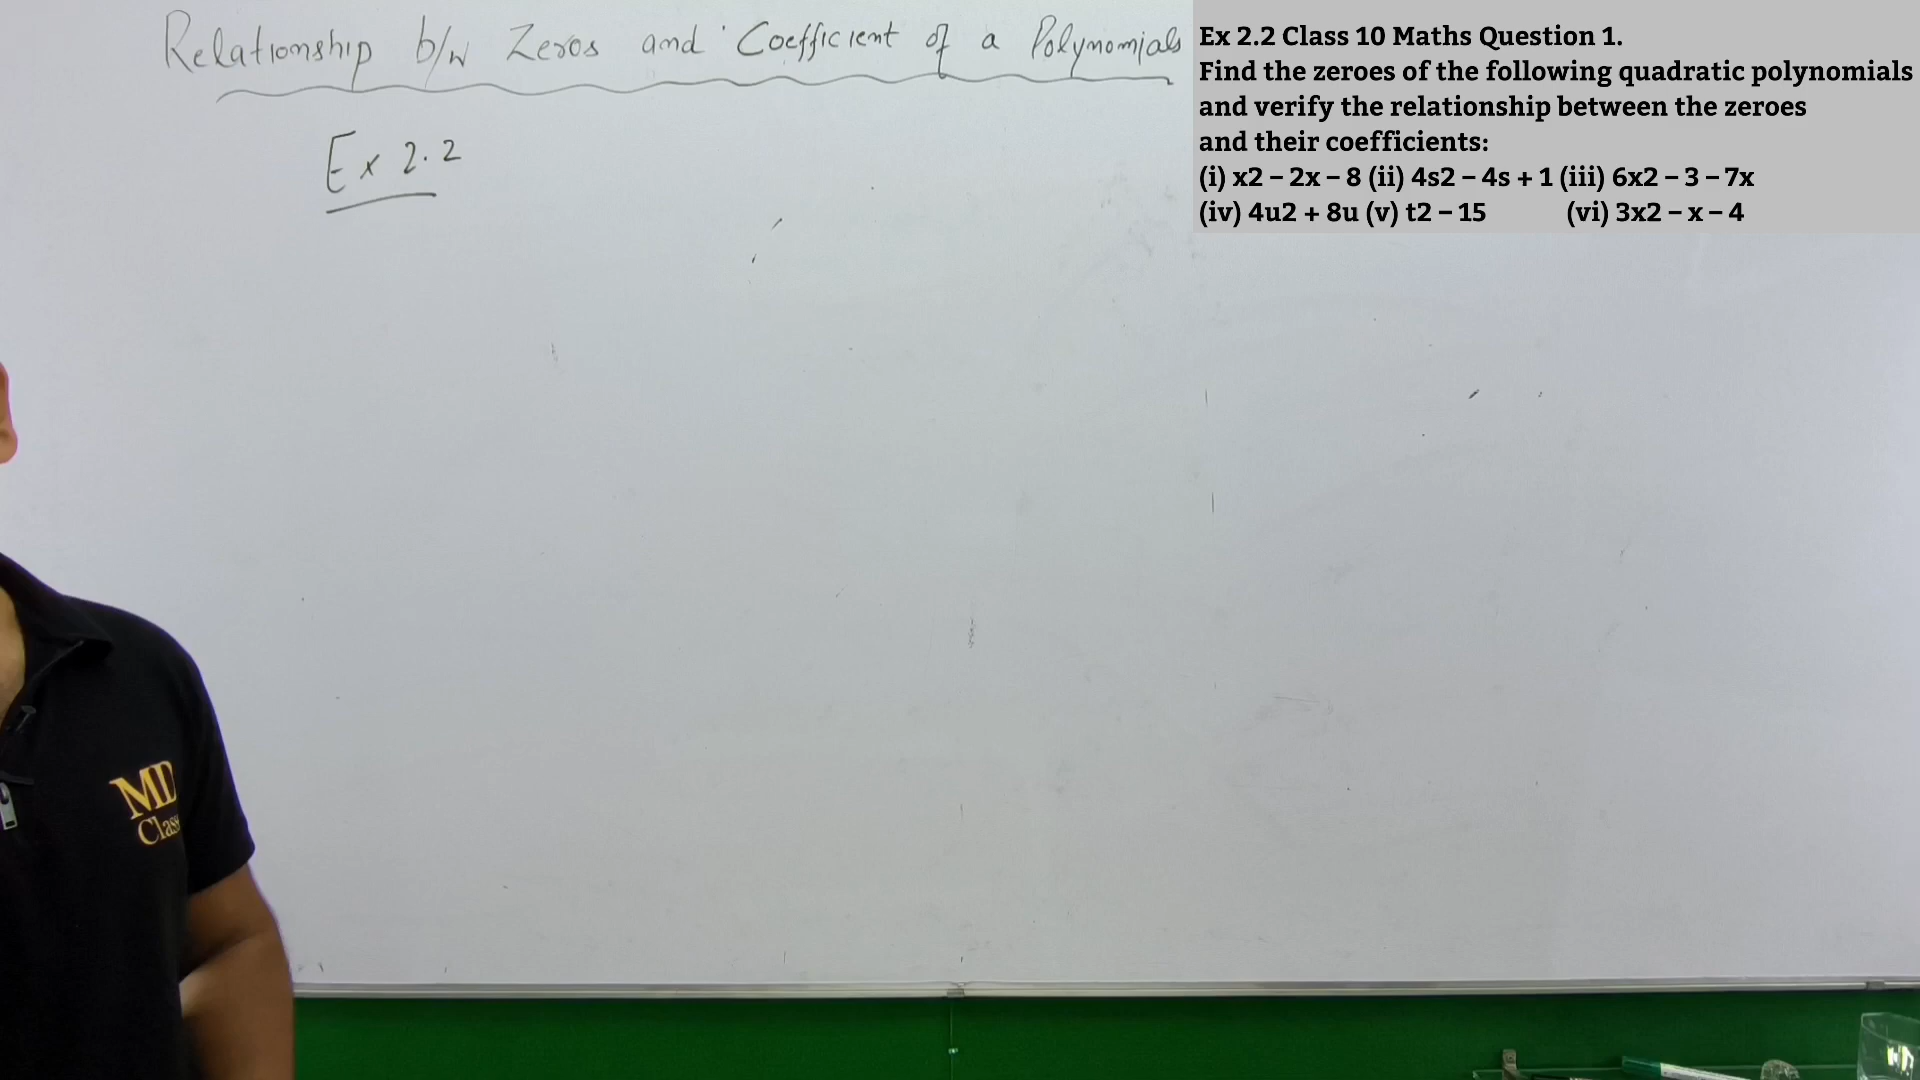 Relationship b/w Zeros and Coefficient of a Polynomials
Ex 2.2
Ex 2.2 Class 10 Maths Question 1.
Find the zeroes of the following quadratic polynomials
and verify the relationship between the zeroes
and their coefficients:
(i) x2 – 2x – 8 (ii) 4s2 – 4s + 1 (iii) 6x2 – 3 – 7x
(iv) 4u2 + 8u (v) t2 – 15 (vi) 3x2 – x – 4
MD
Class